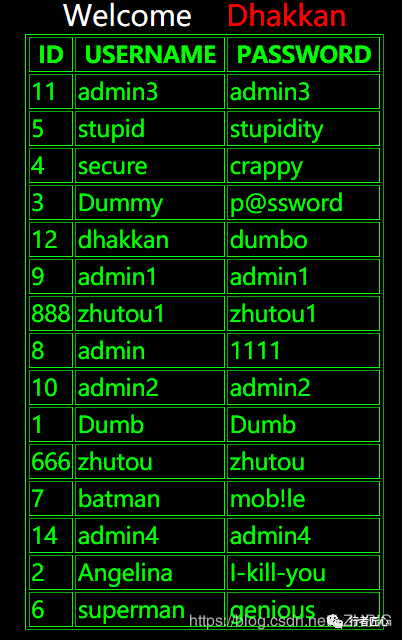 Welcome Dhakkan
ID USERNAME PASSWORD
11 admin3 admin3
5 stupid stupidity
4 secure crappy
3 Dummy p@ssword
12 dhakkan dumbo
9 admin1 admin1
888 zhutou1 zhutou1
8 admin 1111
10 admin2 admin2
1 Dumb Dumb
666 zhutou zhutou
7 batman mob!le
14 admin4 admin4
2 Angelina I-kill-you
6 superman genious
https://blog.csdn.net/
行者匠心